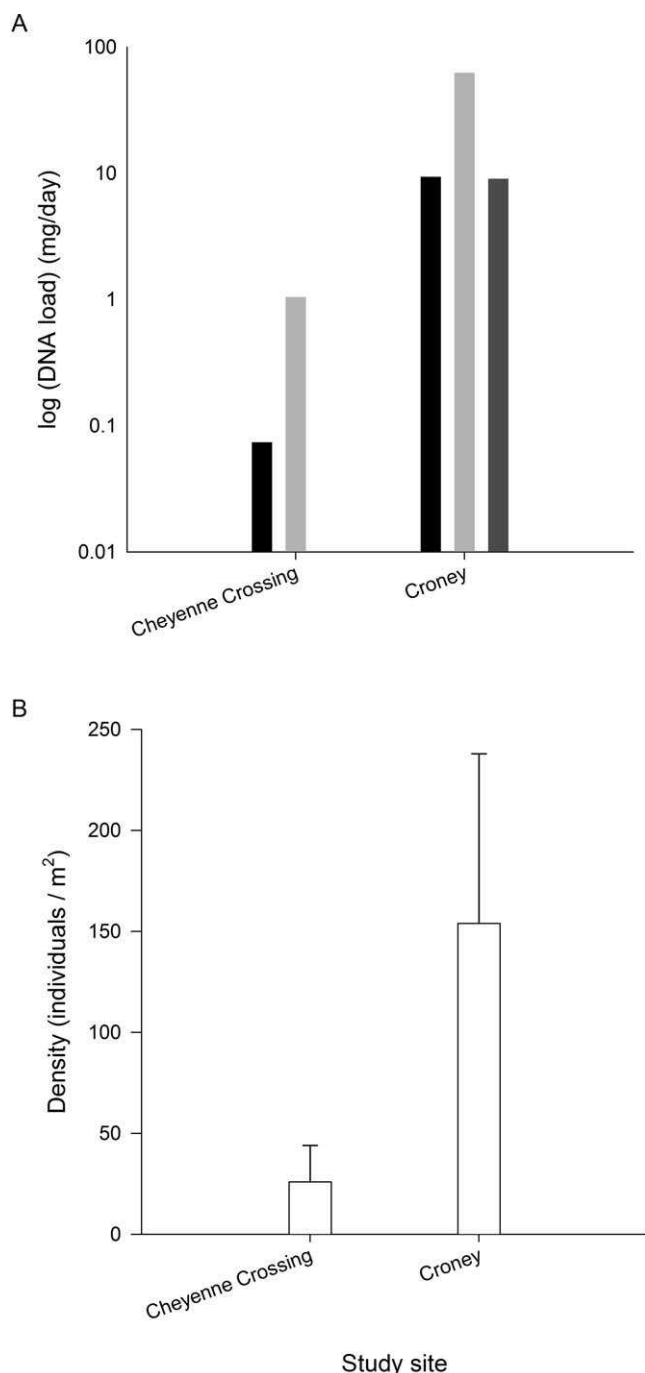 A
log (DNA load) (mg/day)
100
10
1
0.1
0.01
Cheyenne Crossing
Croney
B
Density (individuals / m²)
250
200
150
100
50
0
Cheyenne Crossing
Croney
Study site